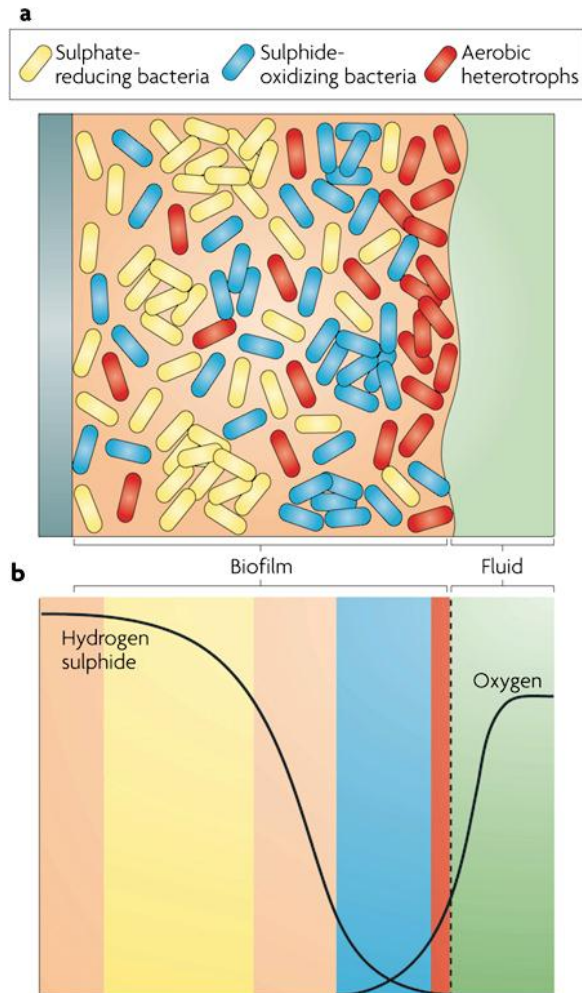 a
Sulphate-
reducing bacteria
Sulphide-
oxidizing bacteria
Aerobic
heterotrophs
Biofilm
Fluid
b
Hydrogen
sulphide
Oxygen